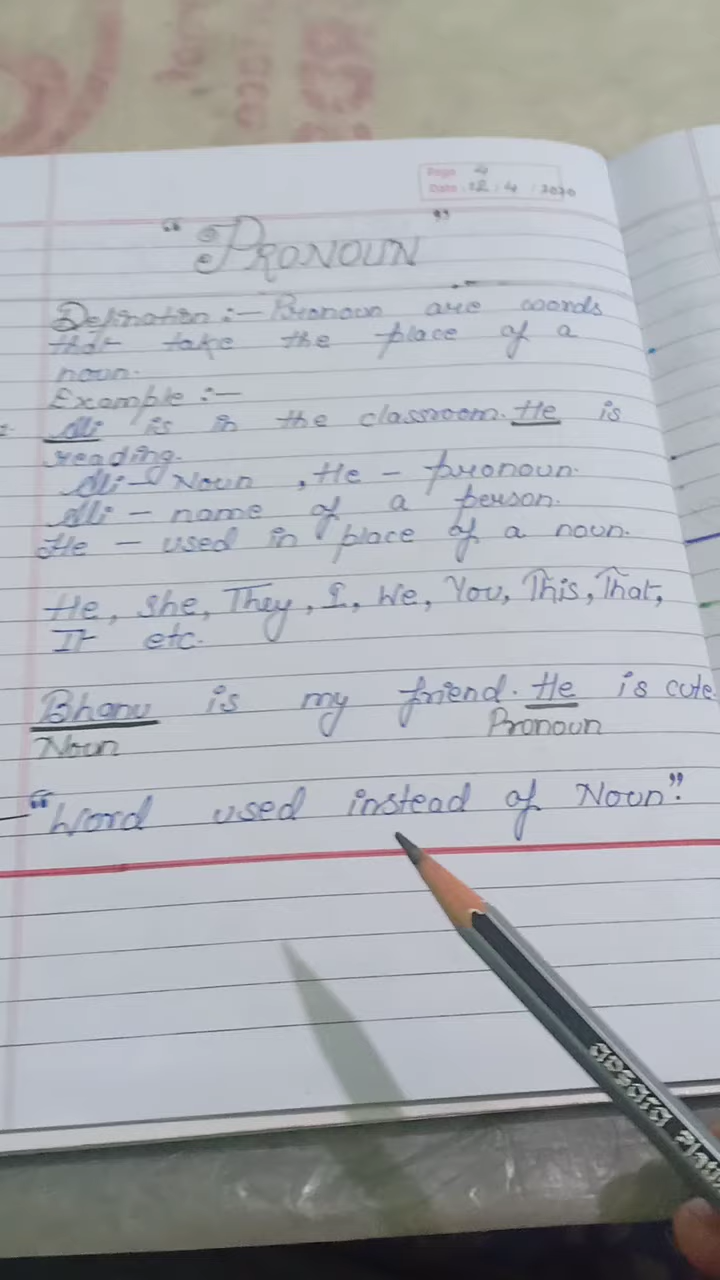 Page 4
Date 12 / 4 / 2020
" PRONOUN "
Defination :- Pronoun are words
that take the place of a
noun.
Example :-
Ali is in the classroom. He is
reading.
Ali - Noun , He - pronoun.
Ali - name of a person.
He - used in place of a noun.
He, She, They, I, We, You, This, That,
It etc.
Bhanu is my friend. He is cute
Noun Pronoun
"Word used instead of Noun".
apsara